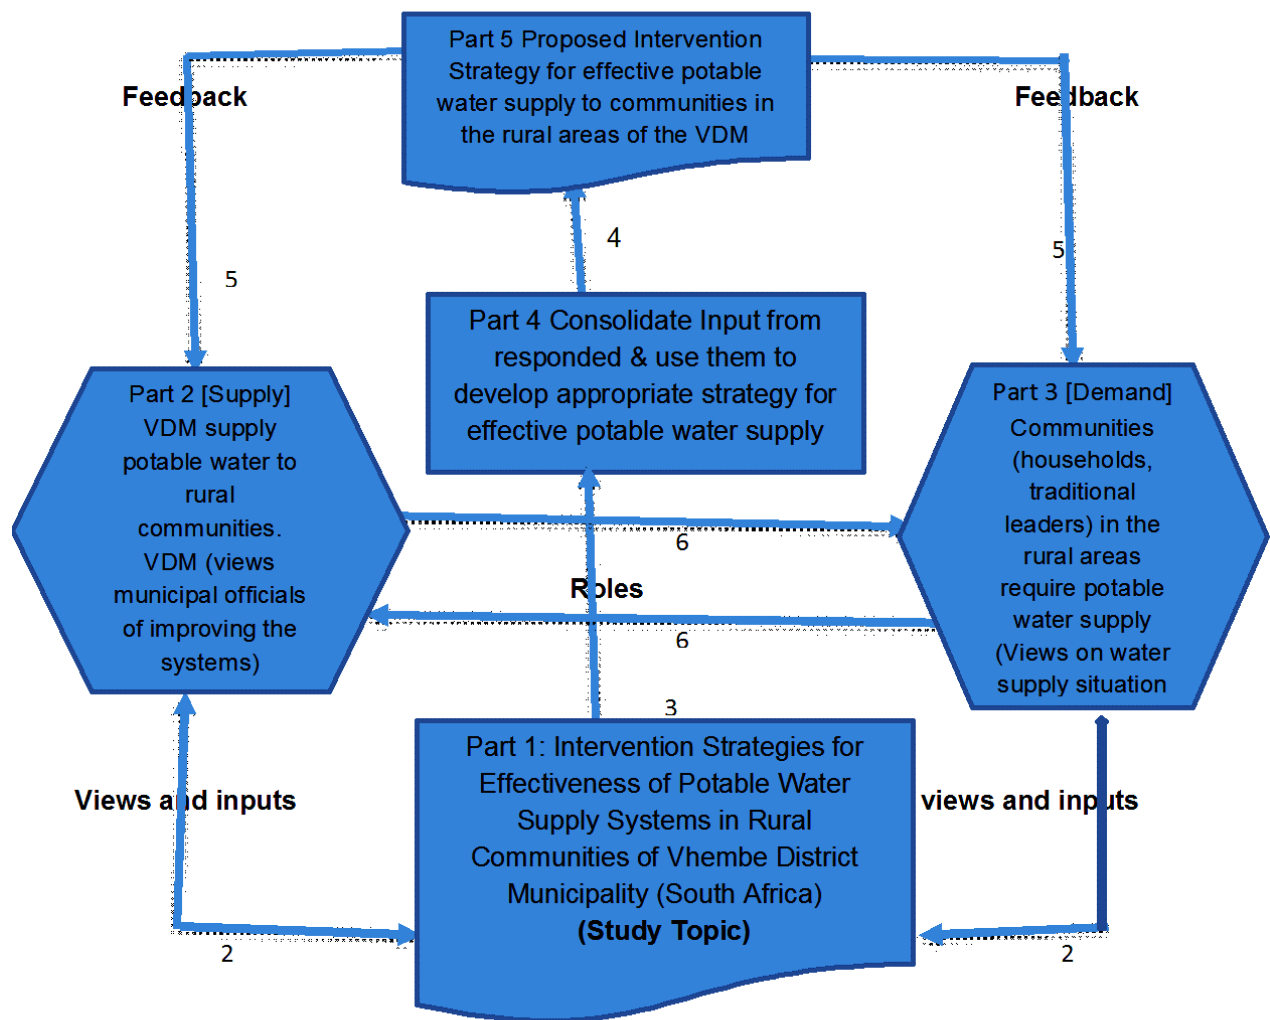 Part 5 Proposed Intervention
Strategy for effective potable
water supply to communities in
the rural areas of the VDM
Feedback
Feedback
4
5
5
Part 4 Consolidate Input from
responded & use them to
develop appropriate strategy for
effective potable water supply
Part 2 [Supply]
VDM supply
potable water to
rural
communities.
VDM (views
municipal officials
of improving the
systems)
Part 3 [Demand]
Communities
(households,
traditional
leaders) in the
rural areas
require potable
water supply
(Views on water
supply situation
6
Roles
6
3
Part 1: Intervention Strategies for
Effectiveness of Potable Water
Supply Systems in Rural
Communities of Vhembe District
Municipality (South Africa)
(Study Topic)
Views and inputs
views and inputs
2
2